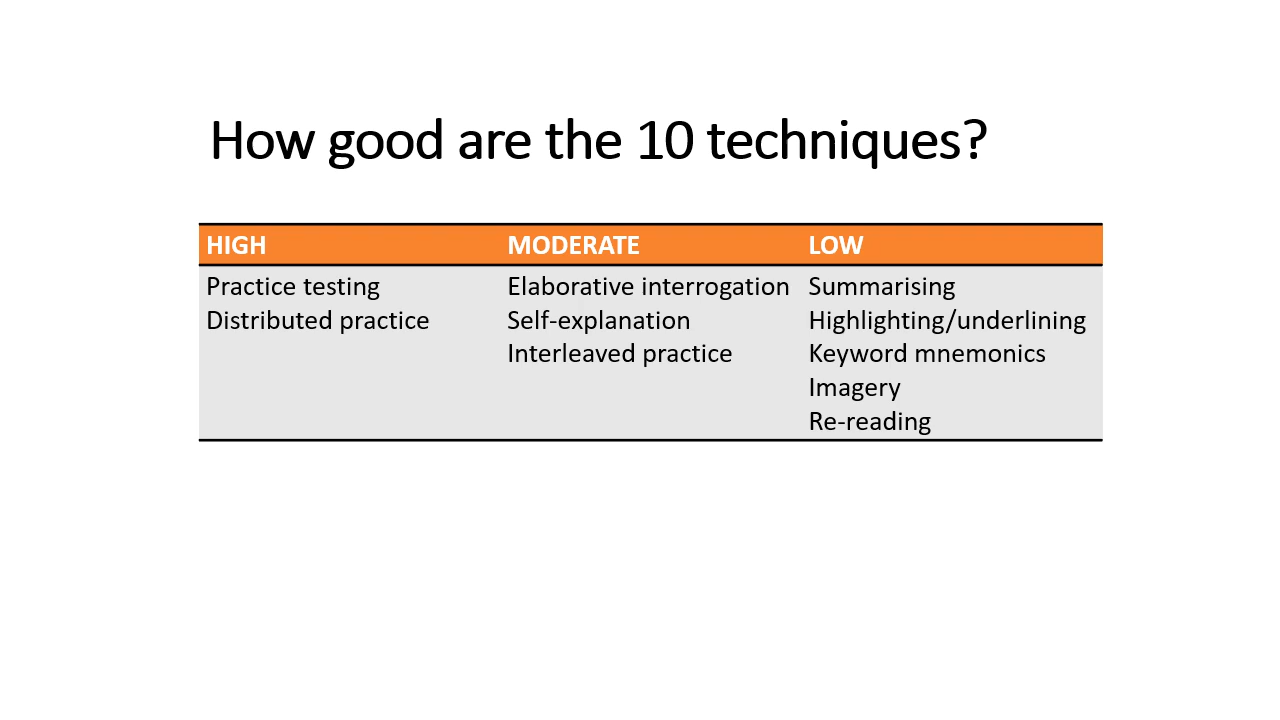 How good are the 10 techniques?
HIGH MODERATE LOW
Practice testing Elaborative interrogation Summarising
Distributed practice Self-explanation Highlighting/underlining
Interleaved practice Keyword mnemonics
Imagery
Re-reading